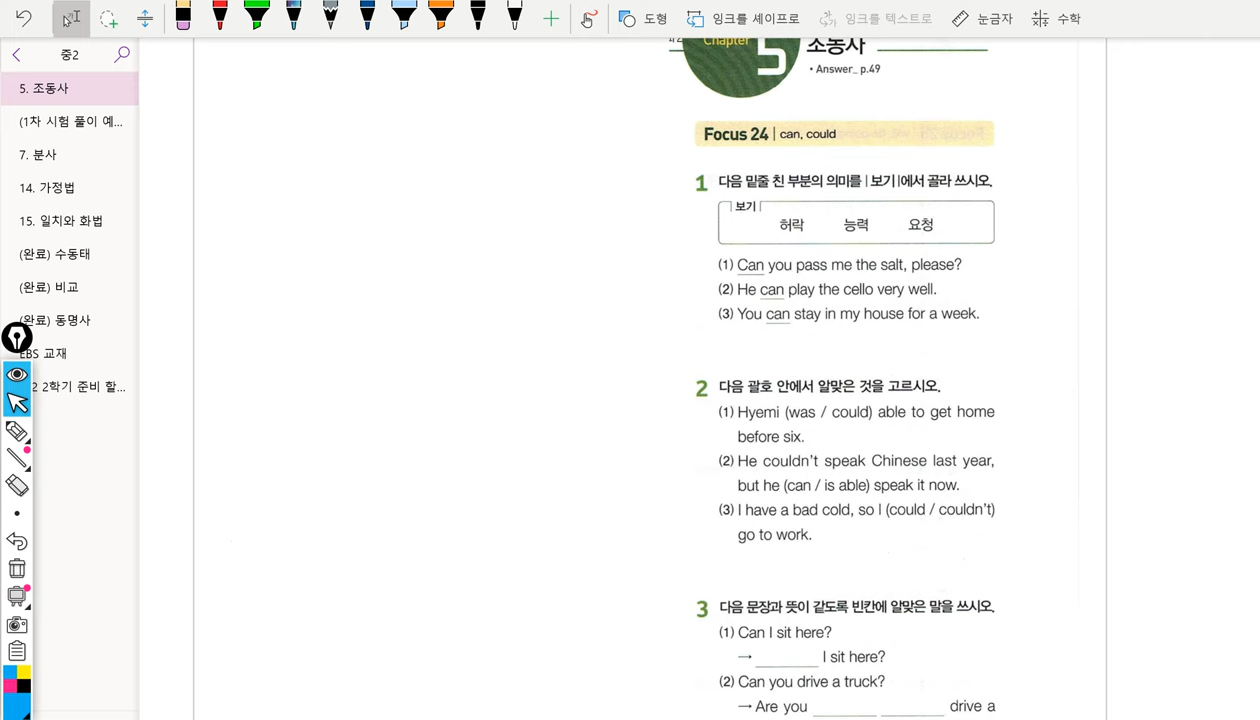 도형
잉크를 셰이프로
잉크를 텍스트로
눈금자
수학
중2
5. 조동사
(1차 시험 풀이 예...
7. 분사
14. 가정법
15. 일치와 화법
(완료) 수동태
(완료) 비교
(완료) 동명사
EBS 교재
2 2학기 준비 할...
Chapter
5
조동사
• Answer_ p.49
Focus 24 | can, could
1 다음 밑줄 친 부분의 의미를 |보기|에서 골라 쓰시오.
보기
허락 능력 요청
(1) Can you pass me the salt, please?
(2) He can play the cello very well.
(3) You can stay in my house for a week.
2 다음 괄호 안에서 알맞은 것을 고르시오.
(1) Hyemi (was / could) able to get home
before six.
(2) He couldn't speak Chinese last year,
but he (can / is able) speak it now.
(3) I have a bad cold, so I (could / couldn't)
go to work.
3 다음 문장과 뜻이 같도록 빈칸에 알맞은 말을 쓰시오.
(1) Can I sit here?
→ ________ I sit here?
(2) Can you drive a truck?
→ Are you ________ ________ drive a